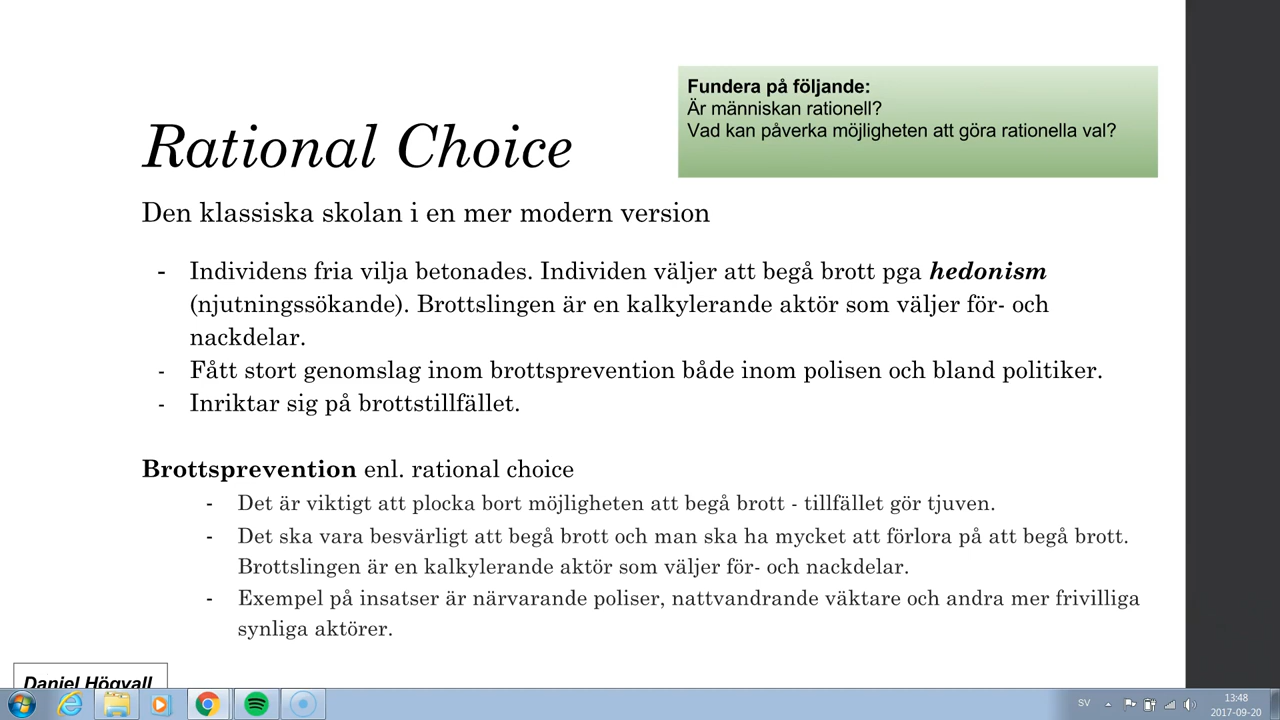 Fundera på följande:
Är människan rationell?
Vad kan påverka möjligheten att göra rationella val?
Rational Choice
Den klassiska skolan i en mer modern version
- Individens fria vilja betonades. Individen väljer att begå brott pga hedonism
(njutningssökande). Brottslingen är en kalkylerande aktör som väljer för- och
nackdelar.
- Fått stort genomslag inom brottsprevention både inom polisen och bland politiker.
- Inriktar sig på brottstillfället.
Brottsprevention enl. rational choice
- Det är viktigt att plocka bort möjligheten att begå brott - tillfället gör tjuven.
- Det ska vara besvärligt att begå brott och man ska ha mycket att förlora på att begå brott.
Brottslingen är en kalkylerande aktör som väljer för- och nackdelar.
- Exempel på insatser är närvarande poliser, nattvandrande väktare och andra mer frivilliga
synliga aktörer.
Daniel Högvall
SV
13:48
2017-09-20